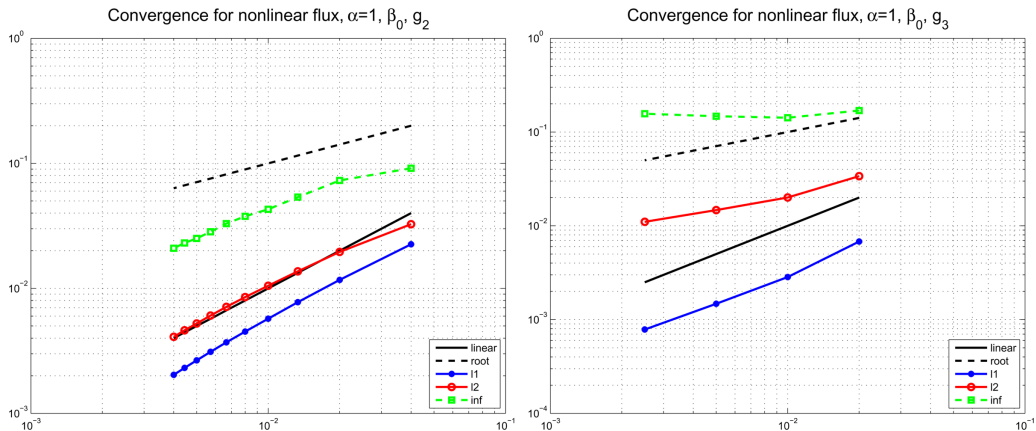 Convergence for nonlinear flux, α=1, β₀, g₂
10⁰
10⁻¹
10⁻²
10⁻³
10⁻³
10⁻²
10⁻¹
linear
root
l1
l2
inf
Convergence for nonlinear flux, α=1, β₀, g₃
10⁰
10⁻¹
10⁻²
10⁻³
10⁻⁴
10⁻³
10⁻²
10⁻¹
linear
root
l1
l2
inf